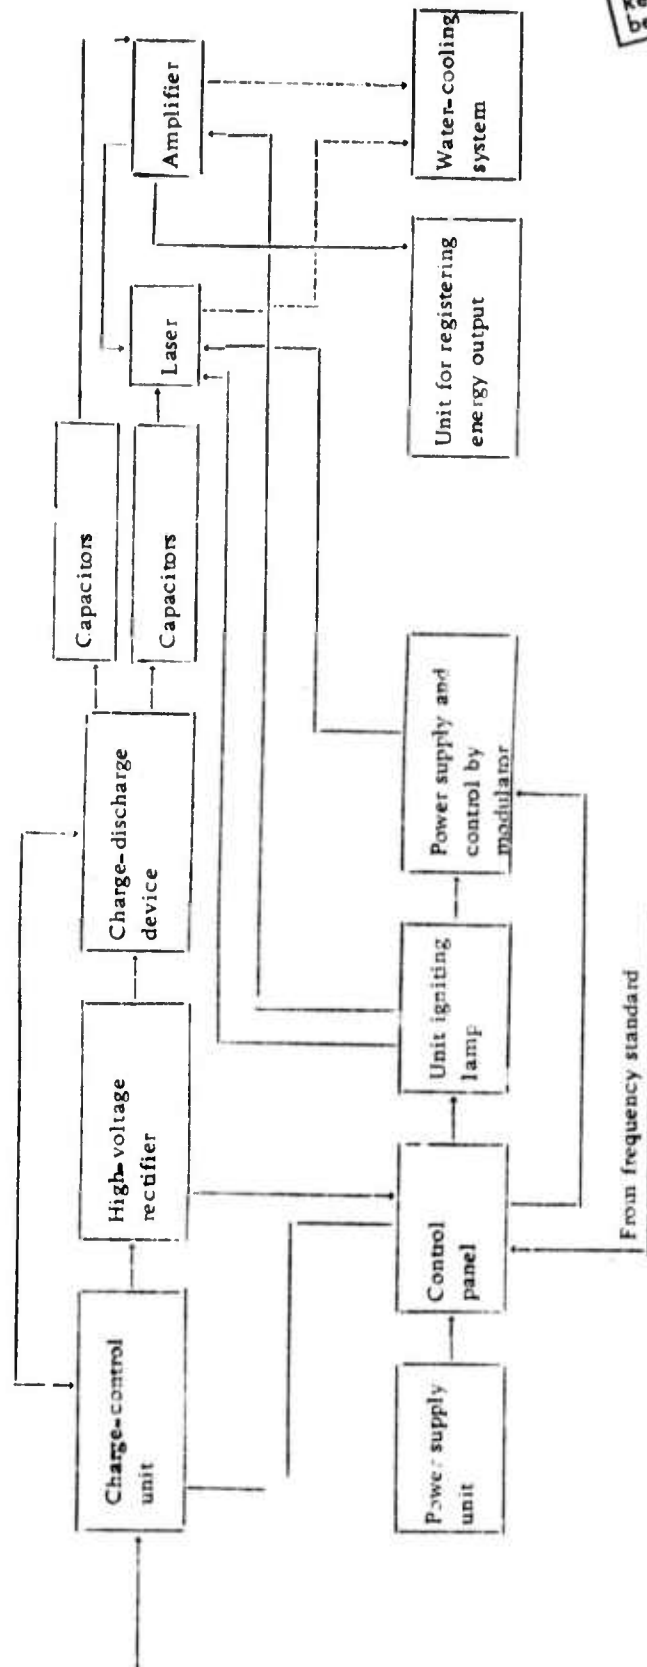 Capacitors
Capacitors
Amplifier
Laser
Charge-discharge
device
High-voltage
rectifier
Charge-control
unit
Water-cooling
system
Unit for registering
energy output
Power supply and
control by
modulator
Unit igniting
lamp
Control
panel
Power supply
unit
From frequency standard